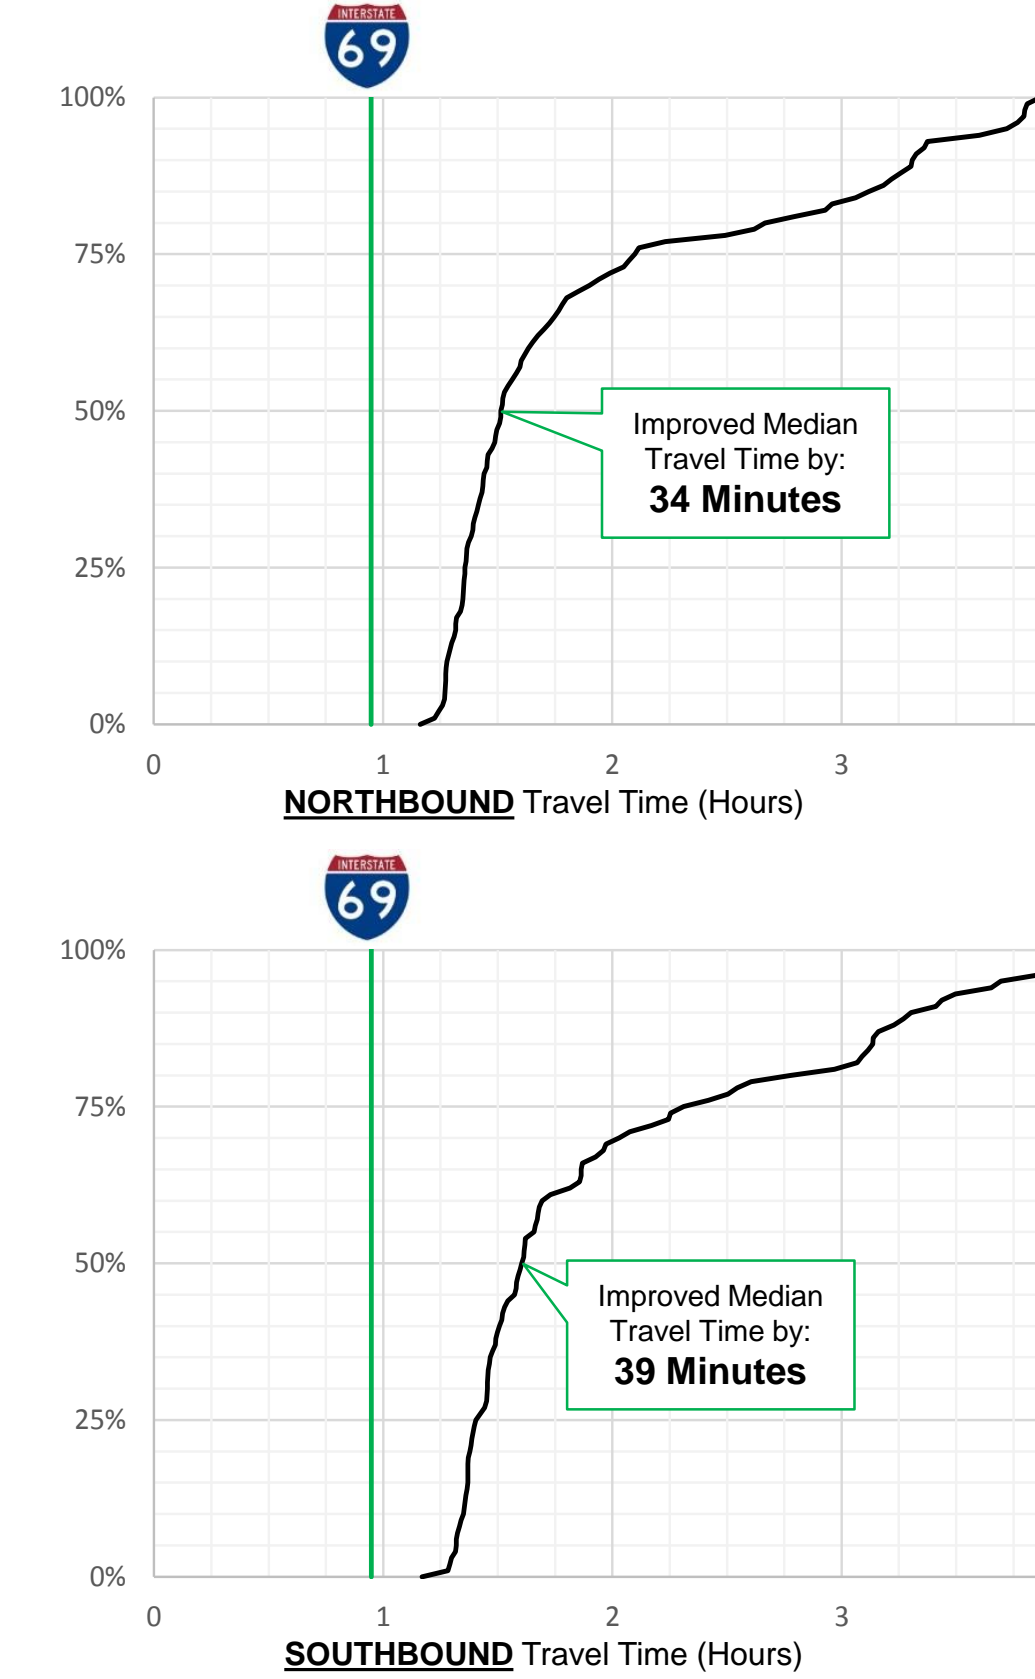 INTERSTATE
69
100%
75%
50%
25%
0%
Improved Median
Travel Time by:
34 Minutes
0 1 2 3
NORTHBOUND Travel Time (Hours)
INTERSTATE
69
100%
75%
50%
25%
0%
Improved Median
Travel Time by:
39 Minutes
0 1 2 3
SOUTHBOUND Travel Time (Hours)